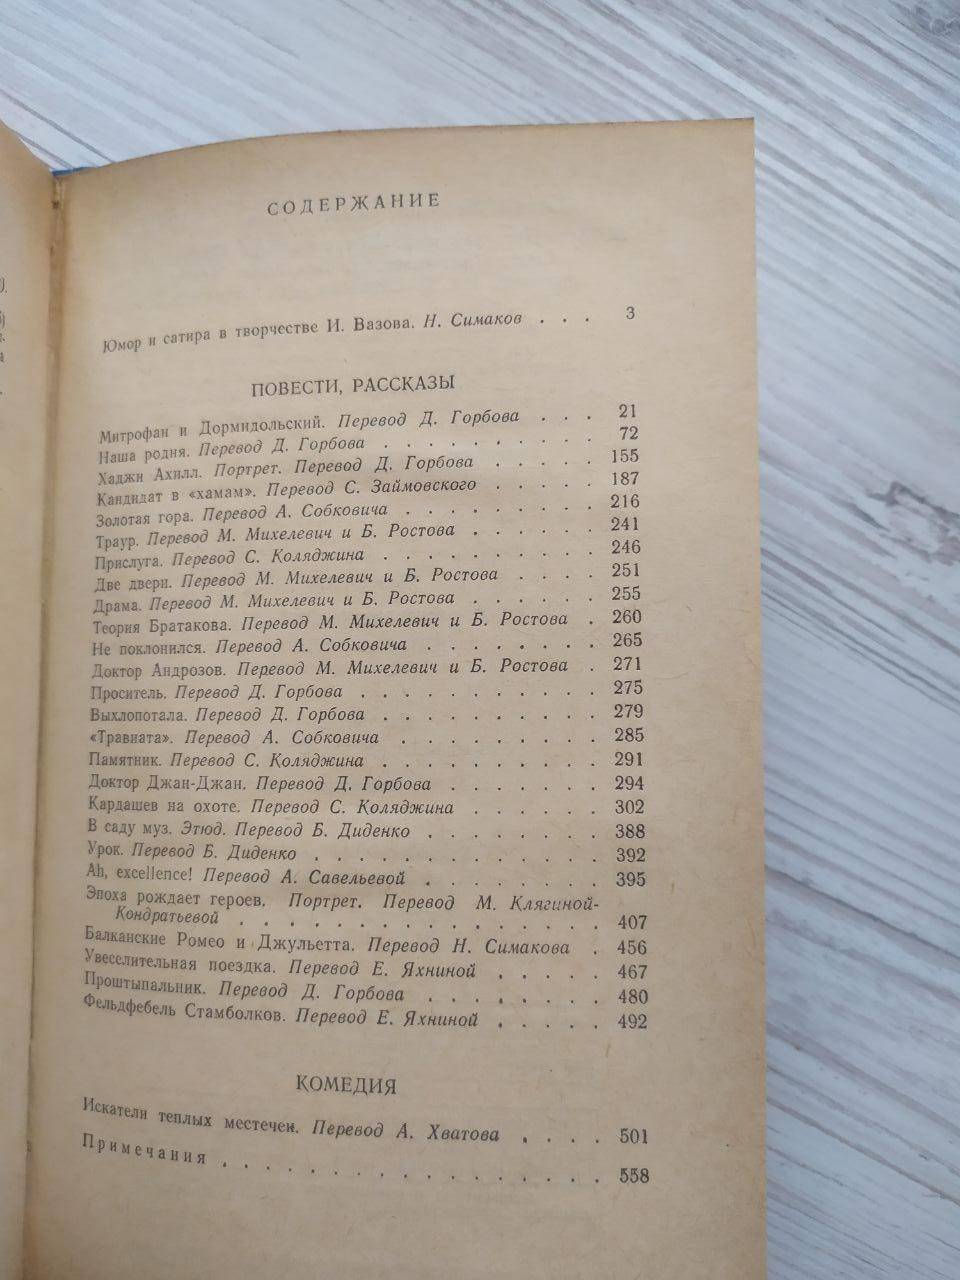 СОДЕРЖАНИЕ
Юмор и сатира в творчестве И. Вазова. Н. Симаков . . . 3
ПОВЕСТИ, РАССКАЗЫ
Митрофан и Дормидольский. Перевод Д. Горбова . . . 21
Наша родня. Перевод Д. Горбова . . . . . . . . . . 72
Хаджи Ахилл. Портрет. Перевод Д. Горбова . . . . . 155
Кандидат в «хамам». Перевод С. Займовского . . . . . 187
Золотая гора. Перевод А. Собковича . . . . . . . . . 216
Траур. Перевод М. Михелевич и Б. Ростова . . . . . . 241
Прислуга. Перевод С. Коляджина . . . . . . . . . . 246
Две двери. Перевод М. Михелевич и Б. Ростова . . . . 251
Драма. Перевод М. Михелевич и Б. Ростова . . . . . . 255
Теория Братакова. Перевод М. Михелевич и Б. Ростова . 260
Не поклонился. Перевод А. Собковича . . . . . . . . 265
Доктор Андрозов. Перевод М. Михелевич и Б. Ростова . 271
Проситель. Перевод Д. Горбова . . . . . . . . . . . 275
Выхлопотала. Перевод Д. Горбова . . . . . . . . . . 279
«Травиата». Перевод А. Собковича . . . . . . . . . 285
Памятник. Перевод С. Коляджина . . . . . . . . . . 291
Доктор Джан-Джан. Перевод Д. Горбова . . . . . . . 294
Кардашев на охоте. Перевод С. Коляджина . . . . . . 302
В саду муз. Этюд. Перевод Б. Диденко . . . . . . . . 388
Урок. Перевод Б. Диденко . . . . . . . . . . . . . 392
Ah, excellence! Перевод А. Савельевой . . . . . . . . 395
Эпоха рождает героев. Портрет. Перевод М. Клягиной-
Кондратьевой . . . . . . . . . . . . . . . 407
Балканские Ромео и Джульетта. Перевод Н. Симакова . 456
Увеселительная поездка. Перевод Е. Яхниной . . . . . 467
Проштыпальник. Перевод Д. Горбова . . . . . . . . 480
Фельдфебель Стамболков. Перевод Е. Яхниной . . . . . 492
КОМЕДИЯ
Искатели теплых местечек. Перевод А. Хватова . . . . 501
Примечания . . . . . . . . . . . . . . . . . . 558